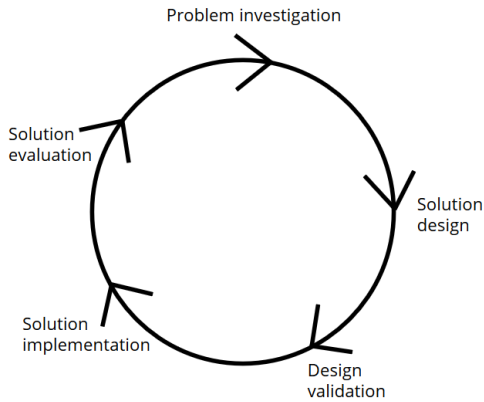 Problem investigation
Solution
design
Design
validation
Solution
implementation
Solution
evaluation